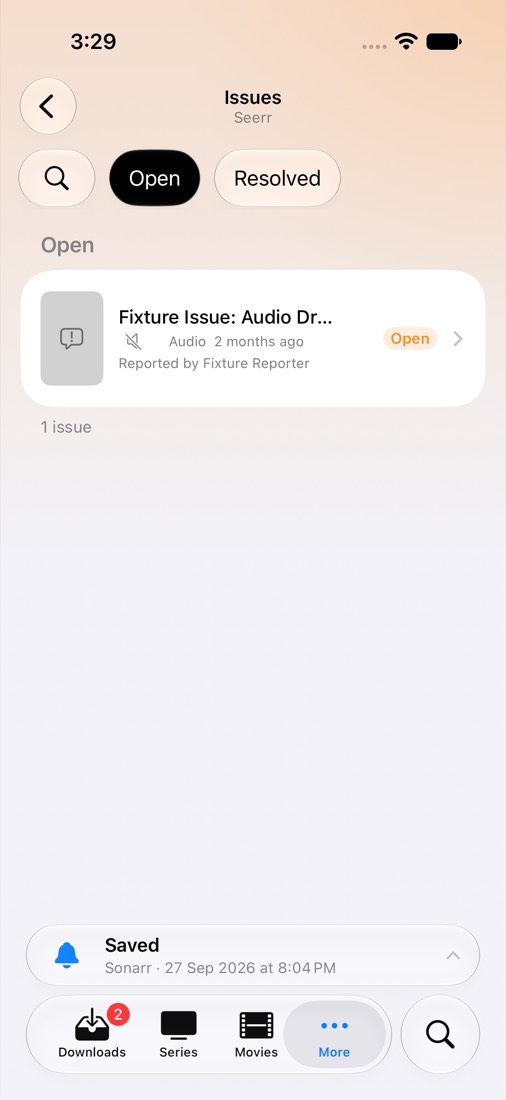 3:29
Issues
Seerr
Open
Resolved
Open
Fixture Issue: Audio Dr...
Audio 2 months ago
Reported by Fixture Reporter
Open
1 issue
Saved
Sonarr · 27 Sep 2026 at 8:04 PM
2
Downloads
Series
Movies
More